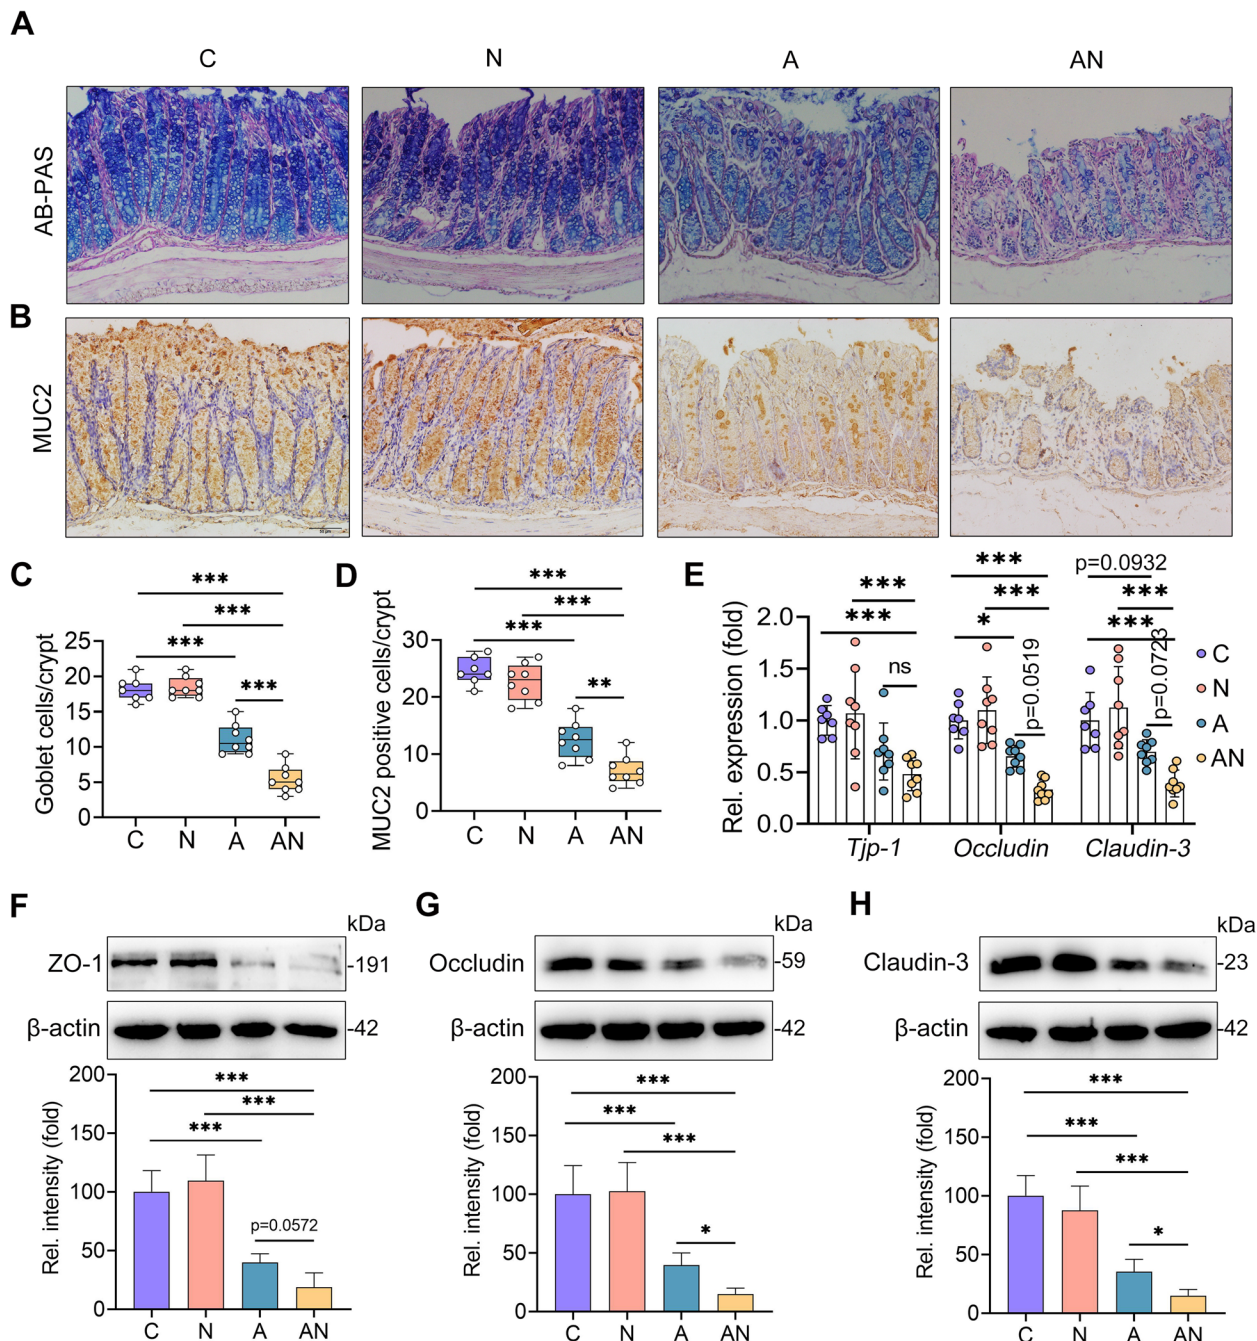 A
C N A AN
AB-PAS
B
MUC2
C
***
***
***
***
Goblet cells/crypt
25
20
15
10
5
0
C N A AN
D
***
***
***
**
MUC2 positive cells/crypt
30
20
10
0
C N A AN
E
p=0.0932
*** *** ***
*** *** ***
*
ns
p=0.0519
p=0.0723
Rel. expression (fold)
2.0
1.5
1.0
0.5
0.0
Tjp-1 Occludin Claudin-3
C
N
A
AN
F
kDa
ZO-1 -191
β-actin -42
Rel. intensity (fold)
200
150
100
50
0
***
***
***
p=0.0572
C N A AN
G
kDa
Occludin -59
β-actin -42
Rel. intensity (fold)
200
150
100
50
0
***
***
***
*
C N A AN
H
kDa
Claudin-3 -23
β-actin -42
Rel. intensity (fold)
200
150
100
50
0
***
***
***
*
C N A AN